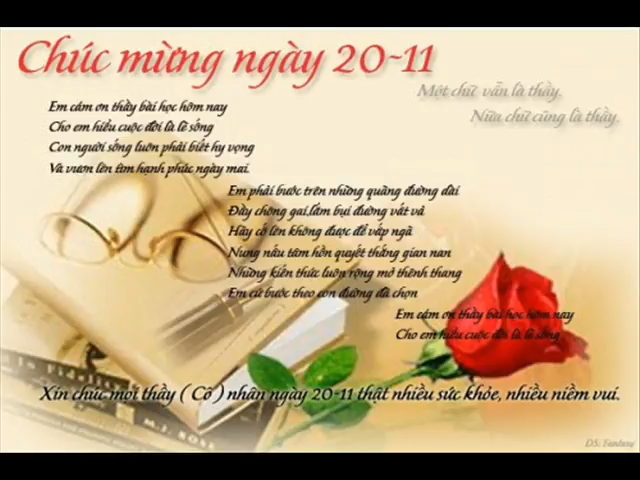 Chúc mừng ngày 20-11
Một chữ vẫn là thầy.
Nữa chữ cũng là thầy.
Em cám ơn thầy bài học hôm nay
Cho em hiểu cuộc đời là lẽ sống
Con người sống luôn phải biết hy vọng
Và vươn lên tìm hạnh phúc ngày mai.
Em phải bước trên những quãng đường dài
Đầy chông gai,lấm bụi đường vất vả
Hãy cố lên không được để vấp ngã
Nung nấu tâm hồn quyết thắng gian nan
Những kiến thức luôn rộng mở thênh thang
Em cứ bước theo con đường đã chọn
Em cám ơn thầy bài học hôm nay
Cho em hiểu cuộc đời là lẽ sống
Xin chúc mọi thầy ( Cô ) nhân ngày 20-11 thật nhiều sức khỏe, nhiều niềm vui.
M.J. ROSE
DS: Fantasy